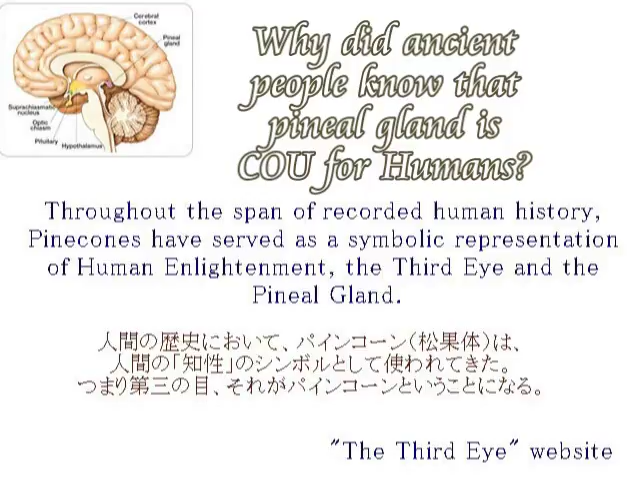 Cerebral
cortex
Pineal
gland
Suprachiasmatic
nucleus
Optic
chiasm
Pituitary
Hypothalamus
Why did ancient
people know that
pineal gland is
COU for Humans?
Throughout the span of recorded human history,
Pinecones have served as a symbolic representation
of Human Enlightenment, the Third Eye and the
Pineal Gland.
人間の歴史において、パインコーン(松果体)は、
人間の「知性」のシンボルとして使われてきた。
つまり第三の目、それがパインコーンということになる。
"The Third Eye" website